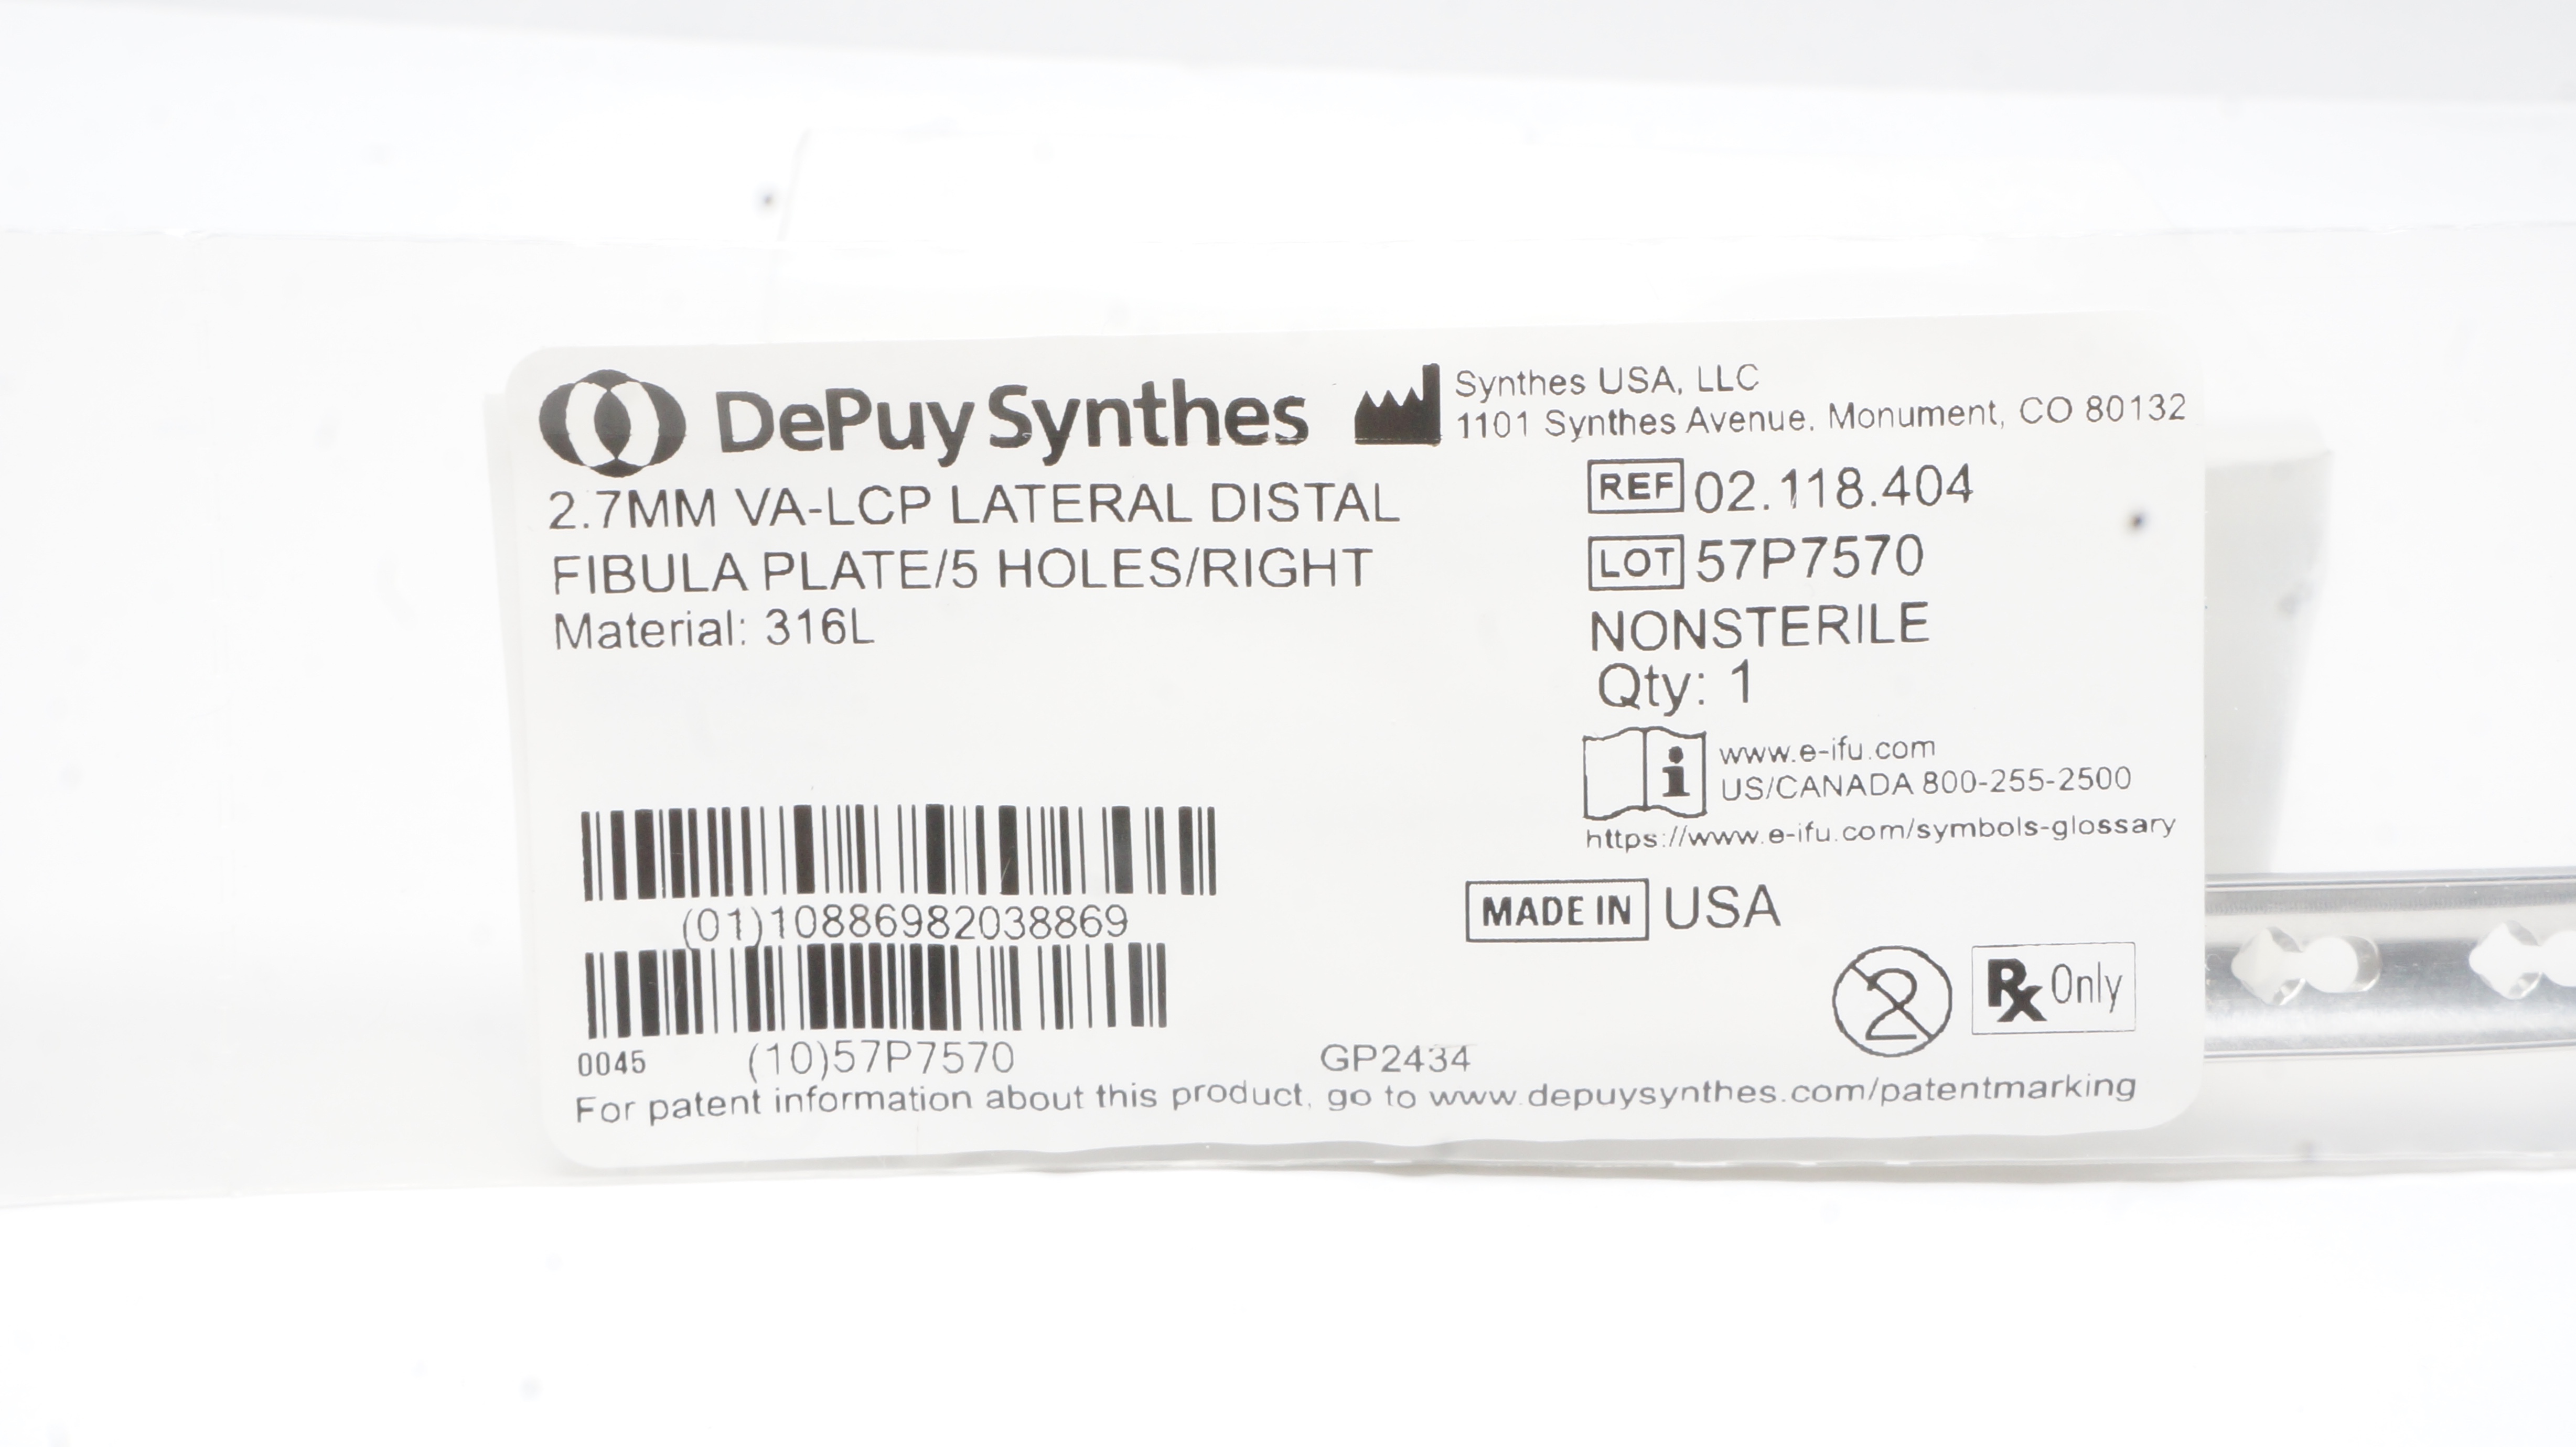 DePuy Synthes
Synthes USA, LLC
1101 Synthes Avenue, Monument, CO 80132
2.7MM VA-LCP LATERAL DISTAL
FIBULA PLATE/5 HOLES/RIGHT
Material: 316L
REF 02.118.404
LOT 57P7570
NONSTERILE
Qty: 1
i www.e-ifu.com
US/CANADA 800-255-2500
https://www.e-ifu.com/symbols-glossary
(01)10886982038869
MADE IN USA
2
Rx Only
0045 (10)57P7570
GP2434
For patent information about this product, go to www.depuysynthes.com/patentmarking